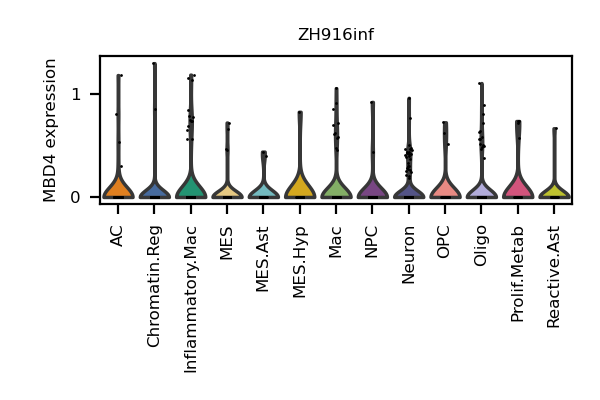 ZH916inf
MBD4 expression
1
0
AC
Chromatin.Reg
Inflammatory.Mac
MES
MES.Ast
MES.Hyp
Mac
NPC
Neuron
OPC
Oligo
Prolif.Metab
Reactive.Ast